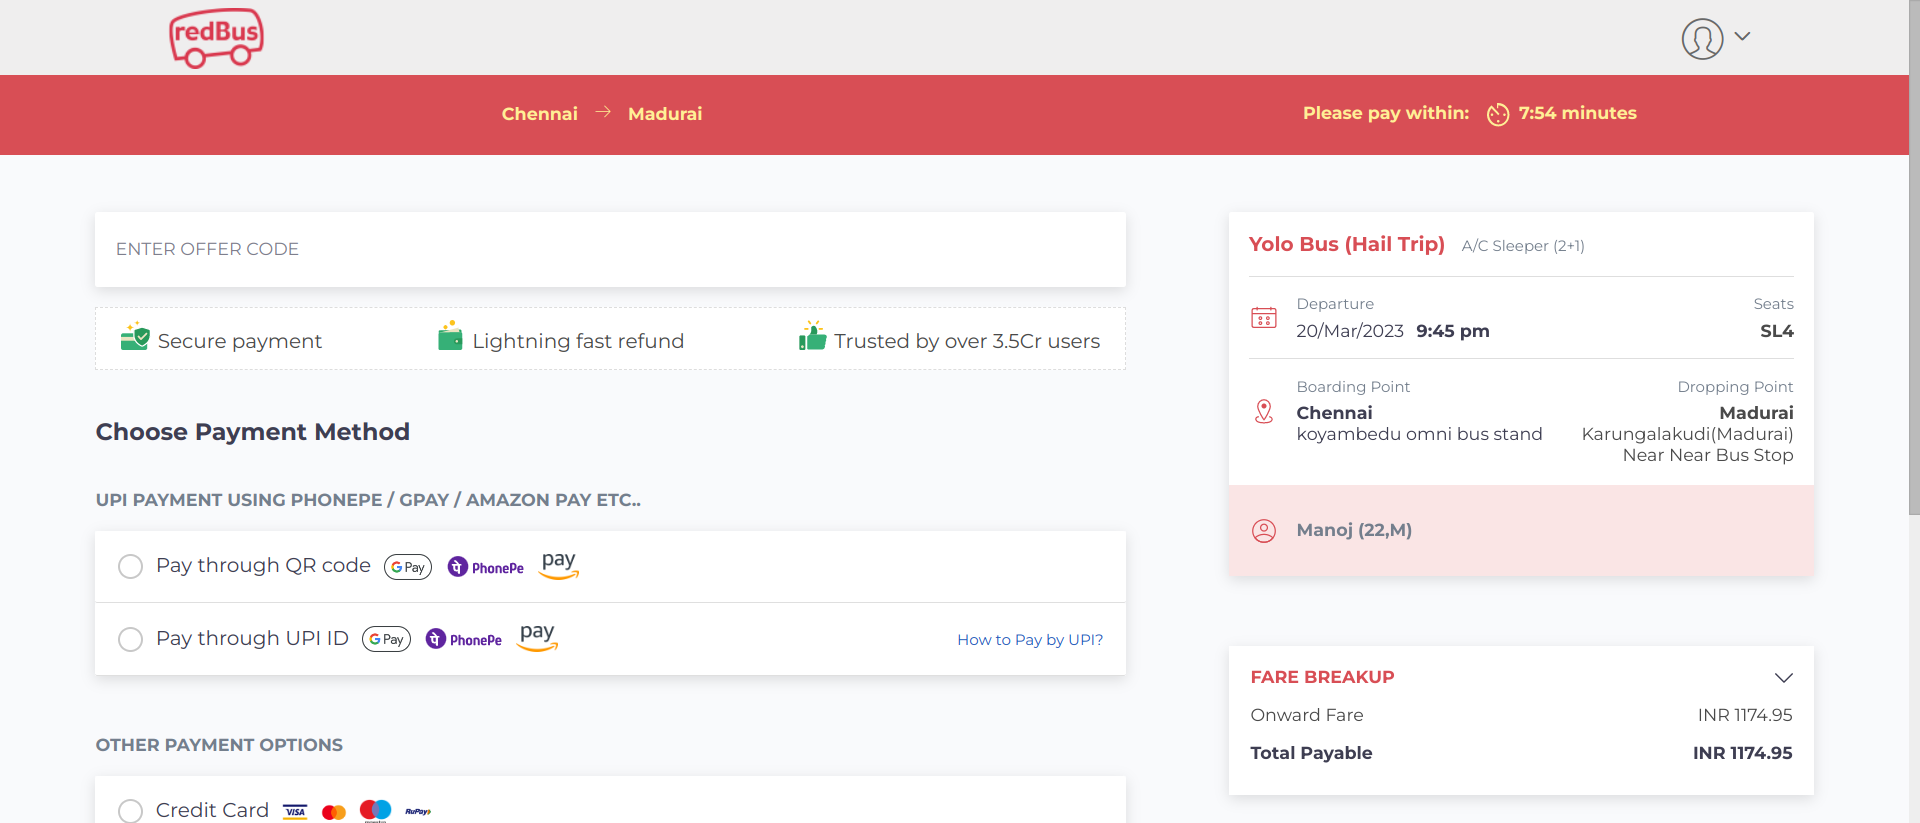 redBus
Chennai → Madurai
Please pay within: 7:54 minutes
ENTER OFFER CODE
Secure payment
Lightning fast refund
Trusted by over 3.5Cr users
Choose Payment Method
UPI PAYMENT USING PHONEPE / GPAY / AMAZON PAY ETC..
Pay through QR code G Pay PhonePe pay
Pay through UPI ID G Pay PhonePe pay How to Pay by UPI?
OTHER PAYMENT OPTIONS
Credit Card VISA RuPay
Yolo Bus (Hail Trip) A/C Sleeper (2+1)
Departure Seats
20/Mar/2023 9:45 pm SL4
Boarding Point Dropping Point
Chennai Madurai
koyambedu omni bus stand Karungalakudi(Madurai)
Near Near Bus Stop
Manoj (22,M)
FARE BREAKUP
Onward Fare INR 1174.95
Total Payable INR 1174.95